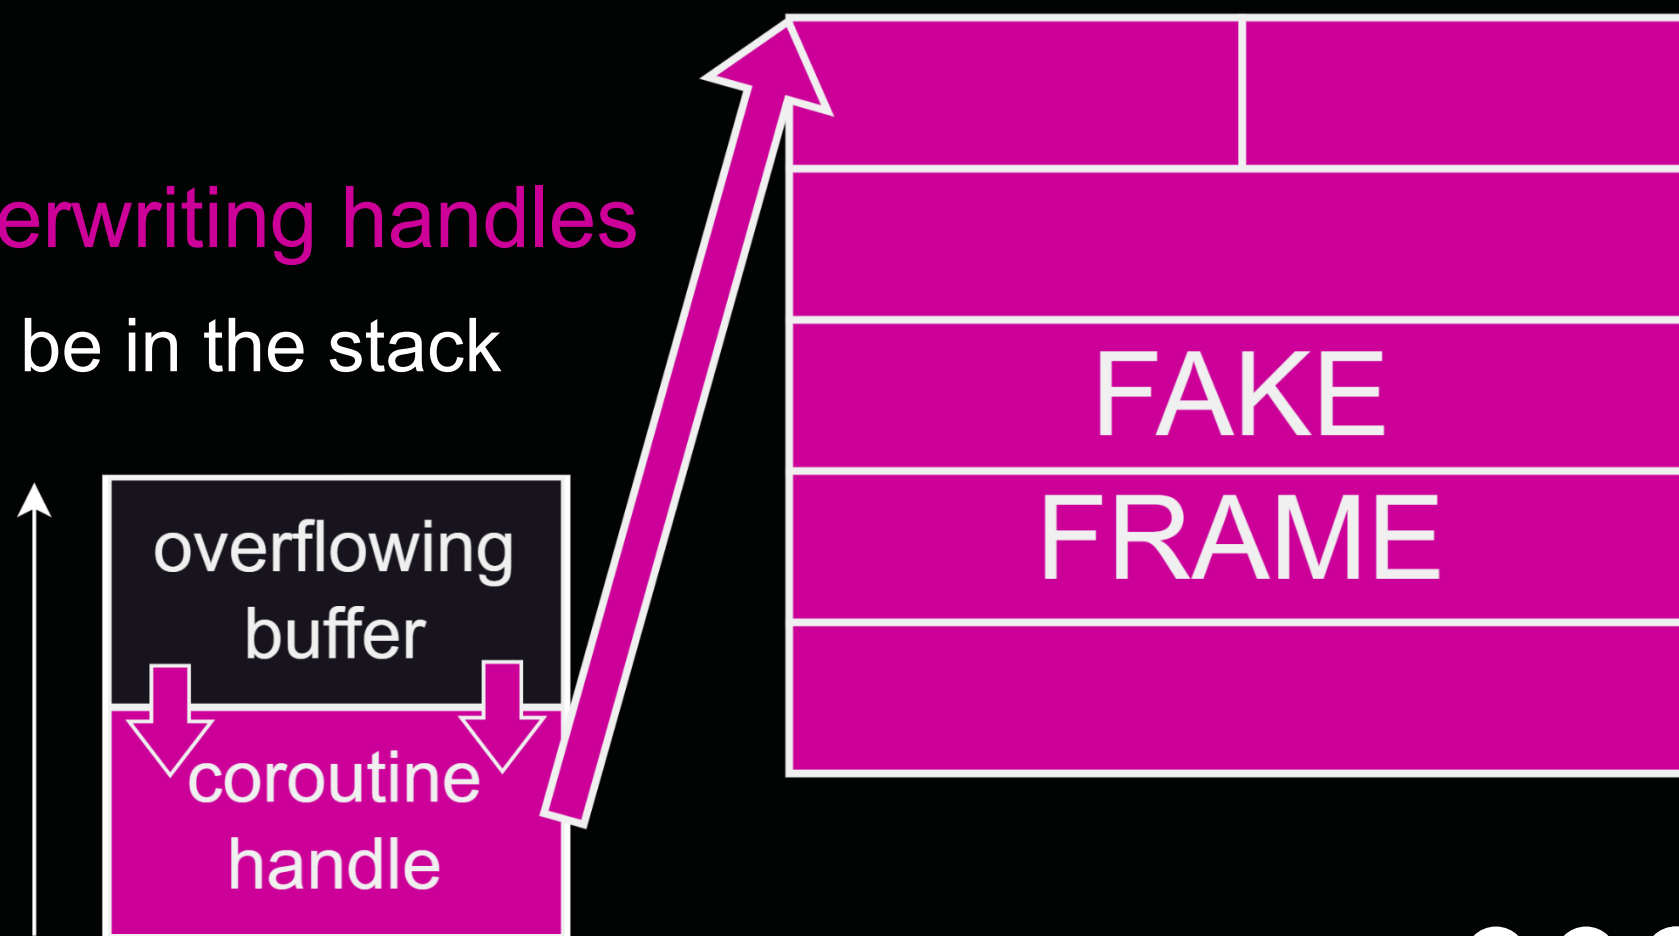 erwriting handles
be in the stack
overflowing
buffer
coroutine
handle
FAKE
FRAME